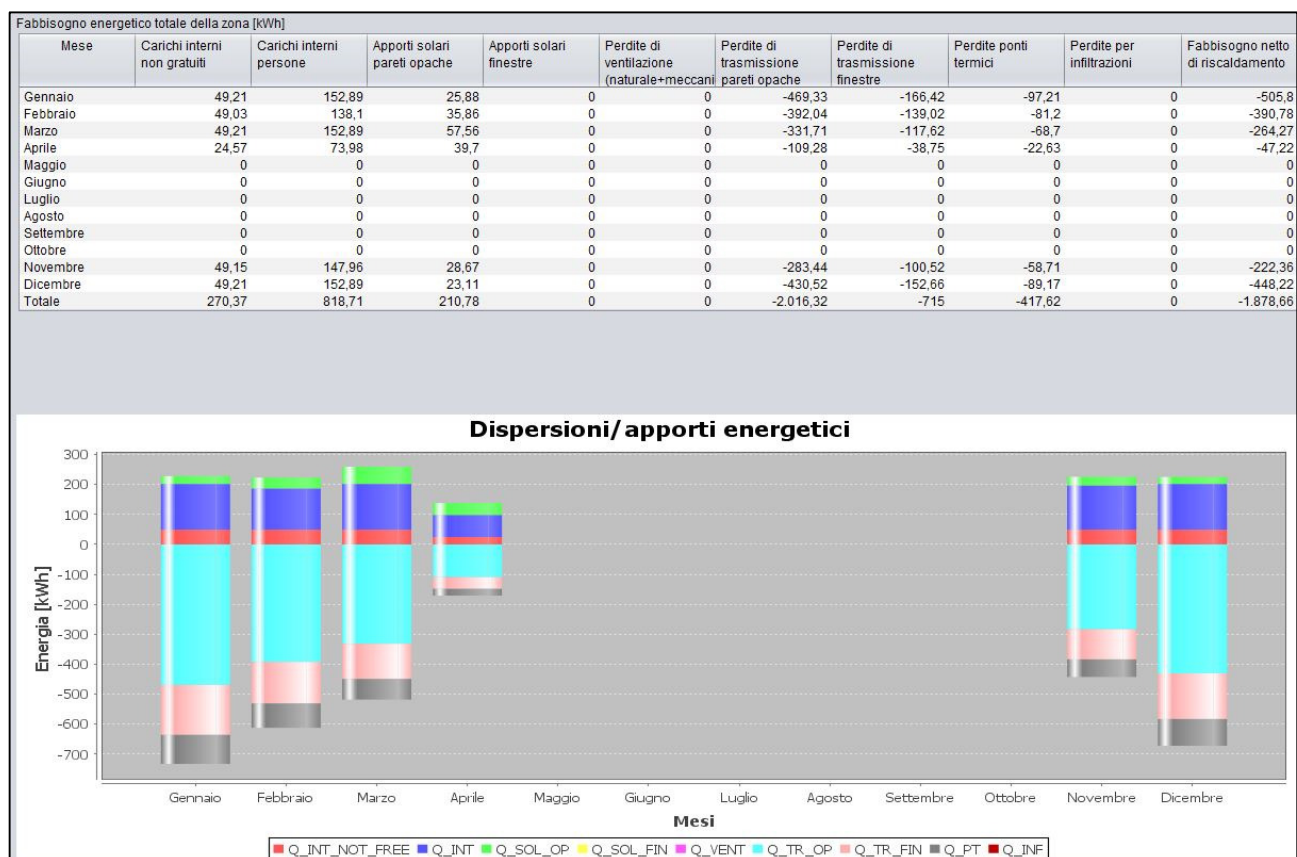 Fabbisogno energetico totale della zona [kWh]
Mese Carichi interni non gratuiti Carichi interni persone Apporti solari pareti opache Apporti solari finestre Perdite di ventilazione (naturale+meccani Perdite di trasmissione pareti opache Perdite di trasmissione finestre Perdite ponti termici Perdite per infiltrazioni Fabbisogno netto di riscaldamento
Gennaio 49,21 152,89 25,88 0 0 -469,33 -166,42 -97,21 0 -505,8
Febbraio 49,03 138,1 35,86 0 0 -392,04 -139,02 -81,2 0 -390,78
Marzo 49,21 152,89 57,56 0 0 -331,71 -117,62 -68,7 0 -264,27
Aprile 24,57 73,98 39,7 0 0 -109,28 -38,75 -22,63 0 -47,22
Maggio 0 0 0 0 0 0 0 0 0 0
Giugno 0 0 0 0 0 0 0 0 0 0
Luglio 0 0 0 0 0 0 0 0 0 0
Agosto 0 0 0 0 0 0 0 0 0 0
Settembre 0 0 0 0 0 0 0 0 0 0
Ottobre 0 0 0 0 0 0 0 0 0 0
Novembre 49,15 147,96 28,67 0 0 -283,44 -100,52 -58,71 0 -222,36
Dicembre 49,21 152,89 23,11 0 0 -430,52 -152,66 -89,17 0 -448,22
Totale 270,37 818,71 210,78 0 0 -2.016,32 -715 -417,62 0 -1.878,66
Dispersioni/apporti energetici
300
200
100
0
-100
-200
-300
-400
-500
-600
-700
Energia [kWh]
Gennaio Febbraio Marzo Aprile Maggio Giugno Luglio Agosto Settembre Ottobre Novembre Dicembre
Mesi
Q_INT_NOT_FREE Q_INT Q_SOL_OP Q_SOL_FIN Q_VENT Q_TR_OP Q_TR_FIN Q_PT Q_INF